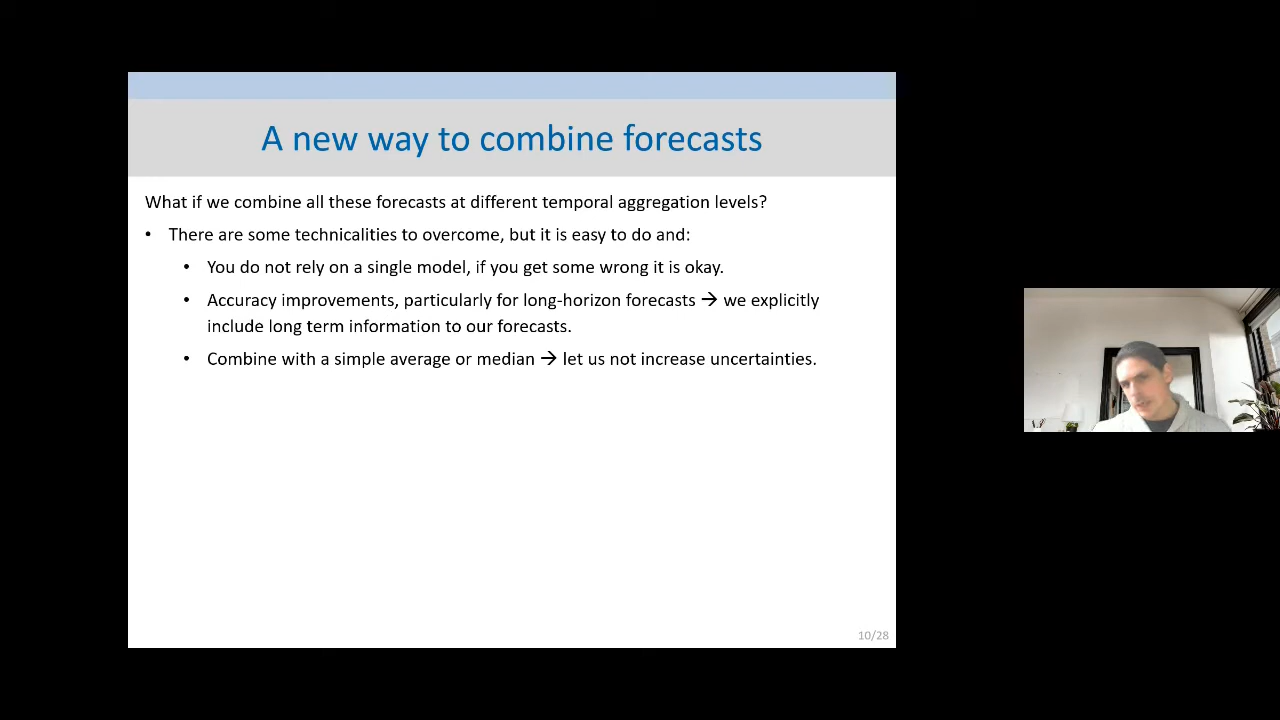 A new way to combine forecasts
What if we combine all these forecasts at different temporal aggregation levels?
• There are some technicalities to overcome, but it is easy to do and:
• You do not rely on a single model, if you get some wrong it is okay.
• Accuracy improvements, particularly for long-horizon forecasts → we explicitly
include long term information to our forecasts.
• Combine with a simple average or median → let us not increase uncertainties.
10/28